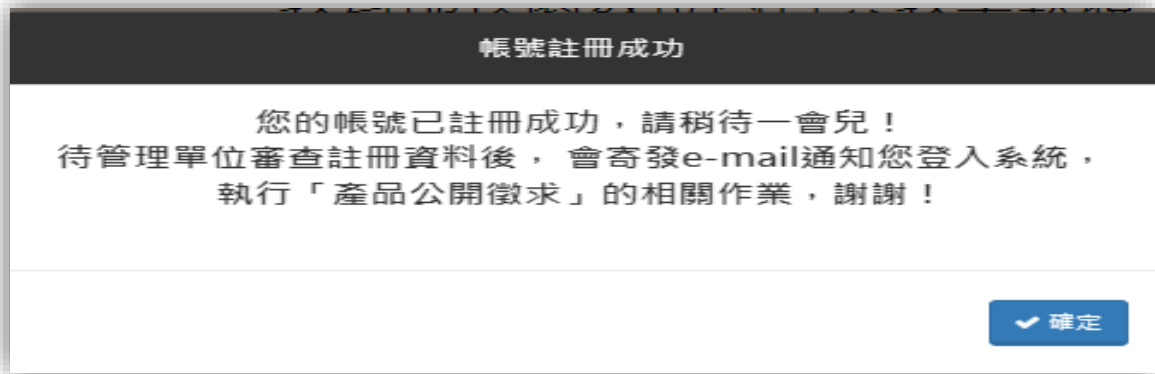 帳號註冊成功
您的帳號已註冊成功，請稍待一會兒！
待管理單位審查註冊資料後， 會寄發e-mail通知您登入系統，
執行「產品公開徵求」的相關作業，謝謝！
確定